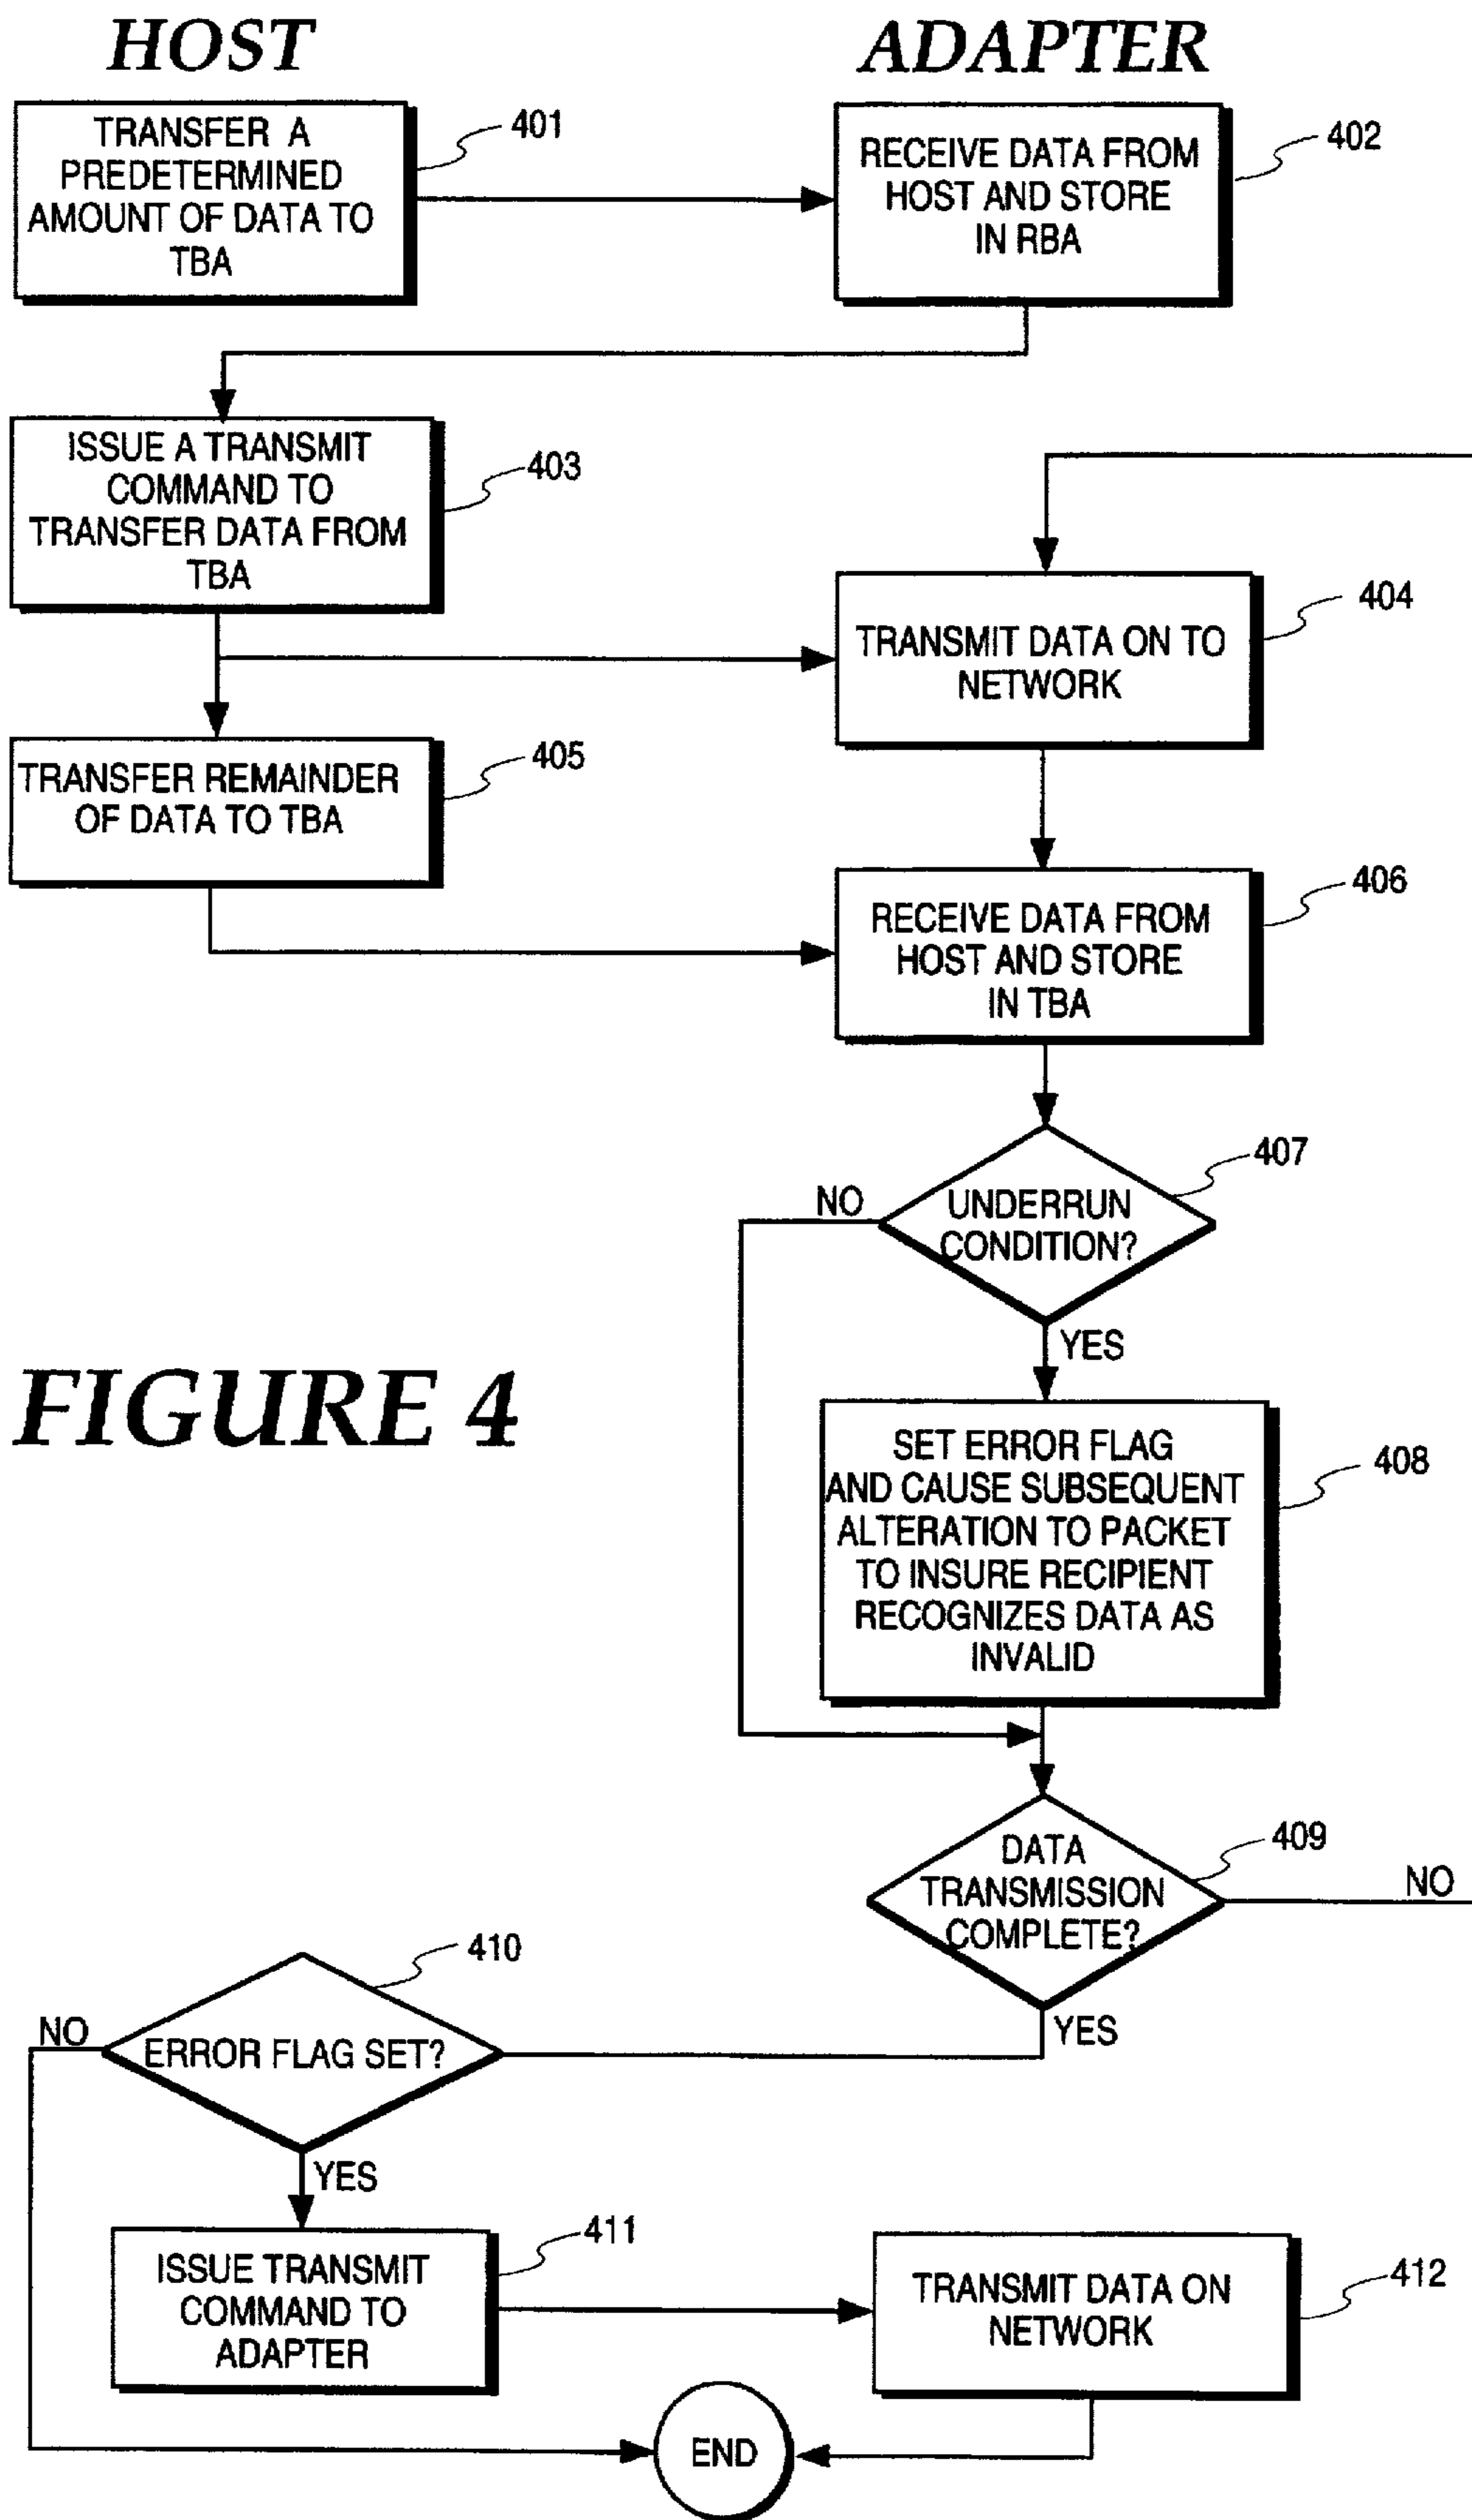 HOST
ADAPTER
TRANSFER A
PREDETERMINED
AMOUNT OF DATA TO
TBA
401
RECEIVE DATA FROM
HOST AND STORE
IN RBA
402
ISSUE A TRANSMIT
COMMAND TO
TRANSFER DATA FROM
TBA
403
TRANSMIT DATA ON TO
NETWORK
404
TRANSFER REMAINDER
OF DATA TO TBA
405
RECEIVE DATA FROM
HOST AND STORE
IN TBA
406
UNDERRUN
CONDITION?
407
NO
YES
FIGURE 4
SET ERROR FLAG
AND CAUSE SUBSEQUENT
ALTERATION TO PACKET
TO INSURE RECIPIENT
RECOGNIZES DATA AS
INVALID
408
DATA
TRANSMISSION
COMPLETE?
409
NO
YES
ERROR FLAG SET?
410
NO
YES
ISSUE TRANSMIT
COMMAND TO
ADAPTER
411
TRANSMIT DATA ON
NETWORK
412
END